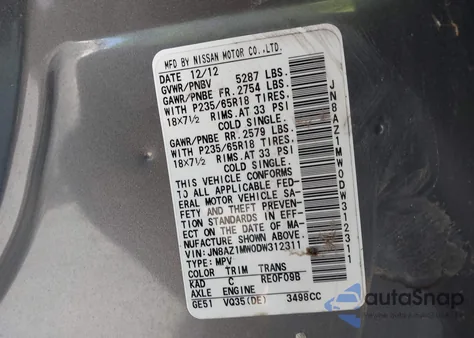 MFD BY NISSAN MOTOR CO.,LTD.
DATE 12/12
GVWR/PNBV 5287 LBS.
GAWR/PNBE FR. 2754 LBS.
WITH P235/65R18 TIRES.
18X7½ RIMS.AT 33 PSI
COLD SINGLE.
GAWR/PNBE RR. 2579 LBS.
WITH P235/65R18 TIRES.
18X7½ RIMS.AT 33 PSI
COLD SINGLE.
THIS VEHICLE CONFORMS
TO ALL APPLICABLE FED-
ERAL MOTOR VEHICLE SA-
FETY AND THEFT PREVEN-
TION STANDARDS IN EFF-
ECT ON THE DATE OF MA-
NUFACTURE SHOWN ABOVE.
VIN: JN8AZ1MW0DW312311
TYPE: MPV
COLOR TRIM TRANS
KAD C RE0F09B
AXLE ENGINE
GE51 VQ35(DE) 3498CC
JN8AZ1MW0DW312311
AutoSnap
www.autosnap.com